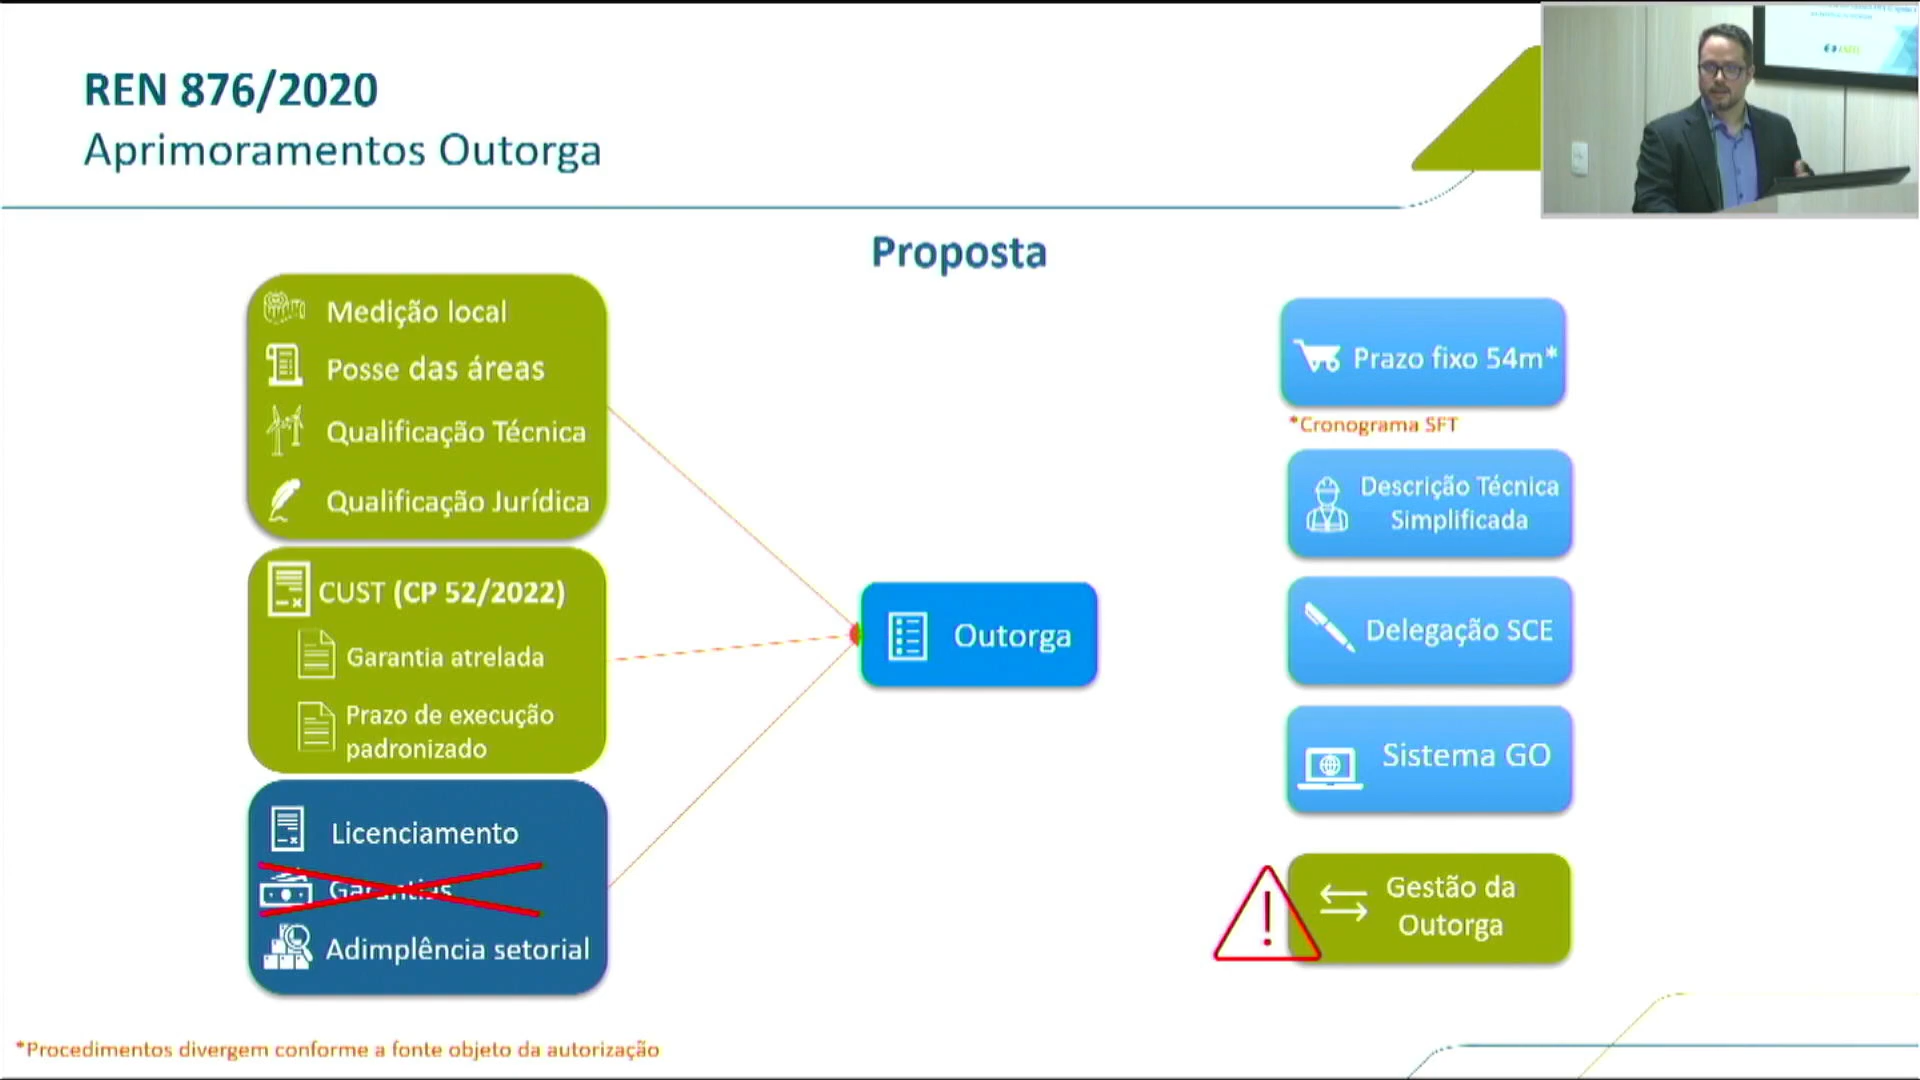 REN 876/2020
Aprimoramentos Outorga
Proposta
Medição local
Posse das áreas
Qualificação Técnica
Qualificação Jurídica
CUST (CP 52/2022)
Garantia atrelada
Prazo de execução
padronizado
Licenciamento
Garantias
Adimplência setorial
Outorga
Prazo fixo 54m*
*Cronograma SFT
Descrição Técnica
Simplificada
Delegação SCE
Sistema GO
Gestão da
Outorga
*Procedimentos divergem conforme a fonte objeto da autorização